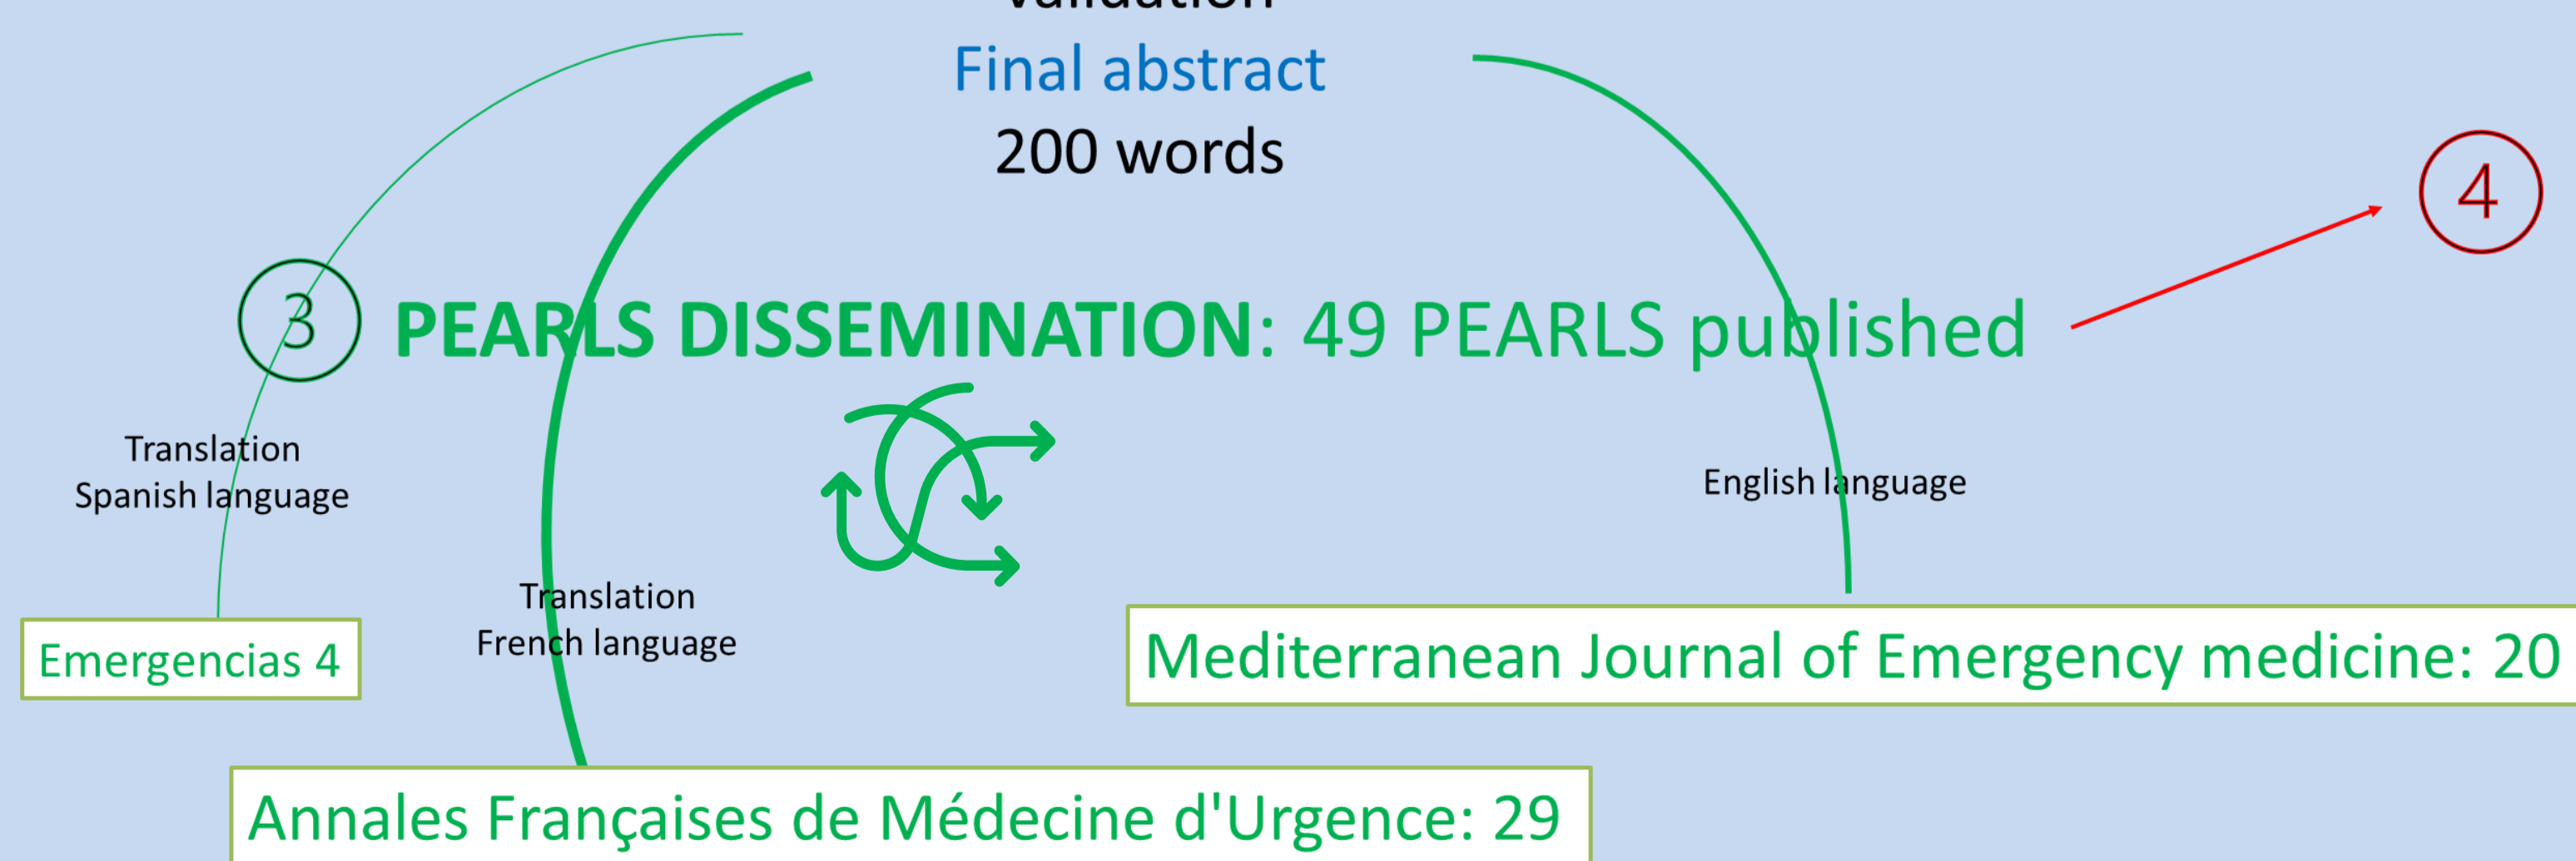 validation
Final abstract
200 words
4
3 PEARLS DISSEMINATION: 49 PEARLS published
Translation
Spanish language
English language
Translation
French language
Emergencias 4
Mediterranean Journal of Emergency medicine: 20
Annales Françaises de Médecine d'Urgence: 29